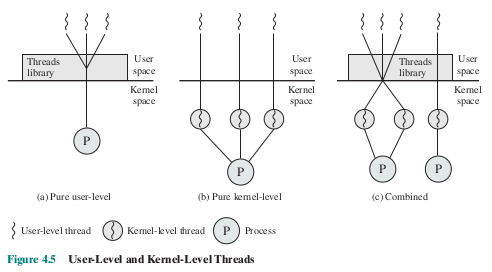 Threads
library
User
space
Kernel
space
P
(a) Pure user-level
User
space
Kernel
space
P
(b) Pure kernel-level
Threads
library
User
space
Kernel
space
P
P
(c) Combined
User-level thread
Kernel-level thread
P
Process
Figure 4.5 User-Level and Kernel-Level Threads